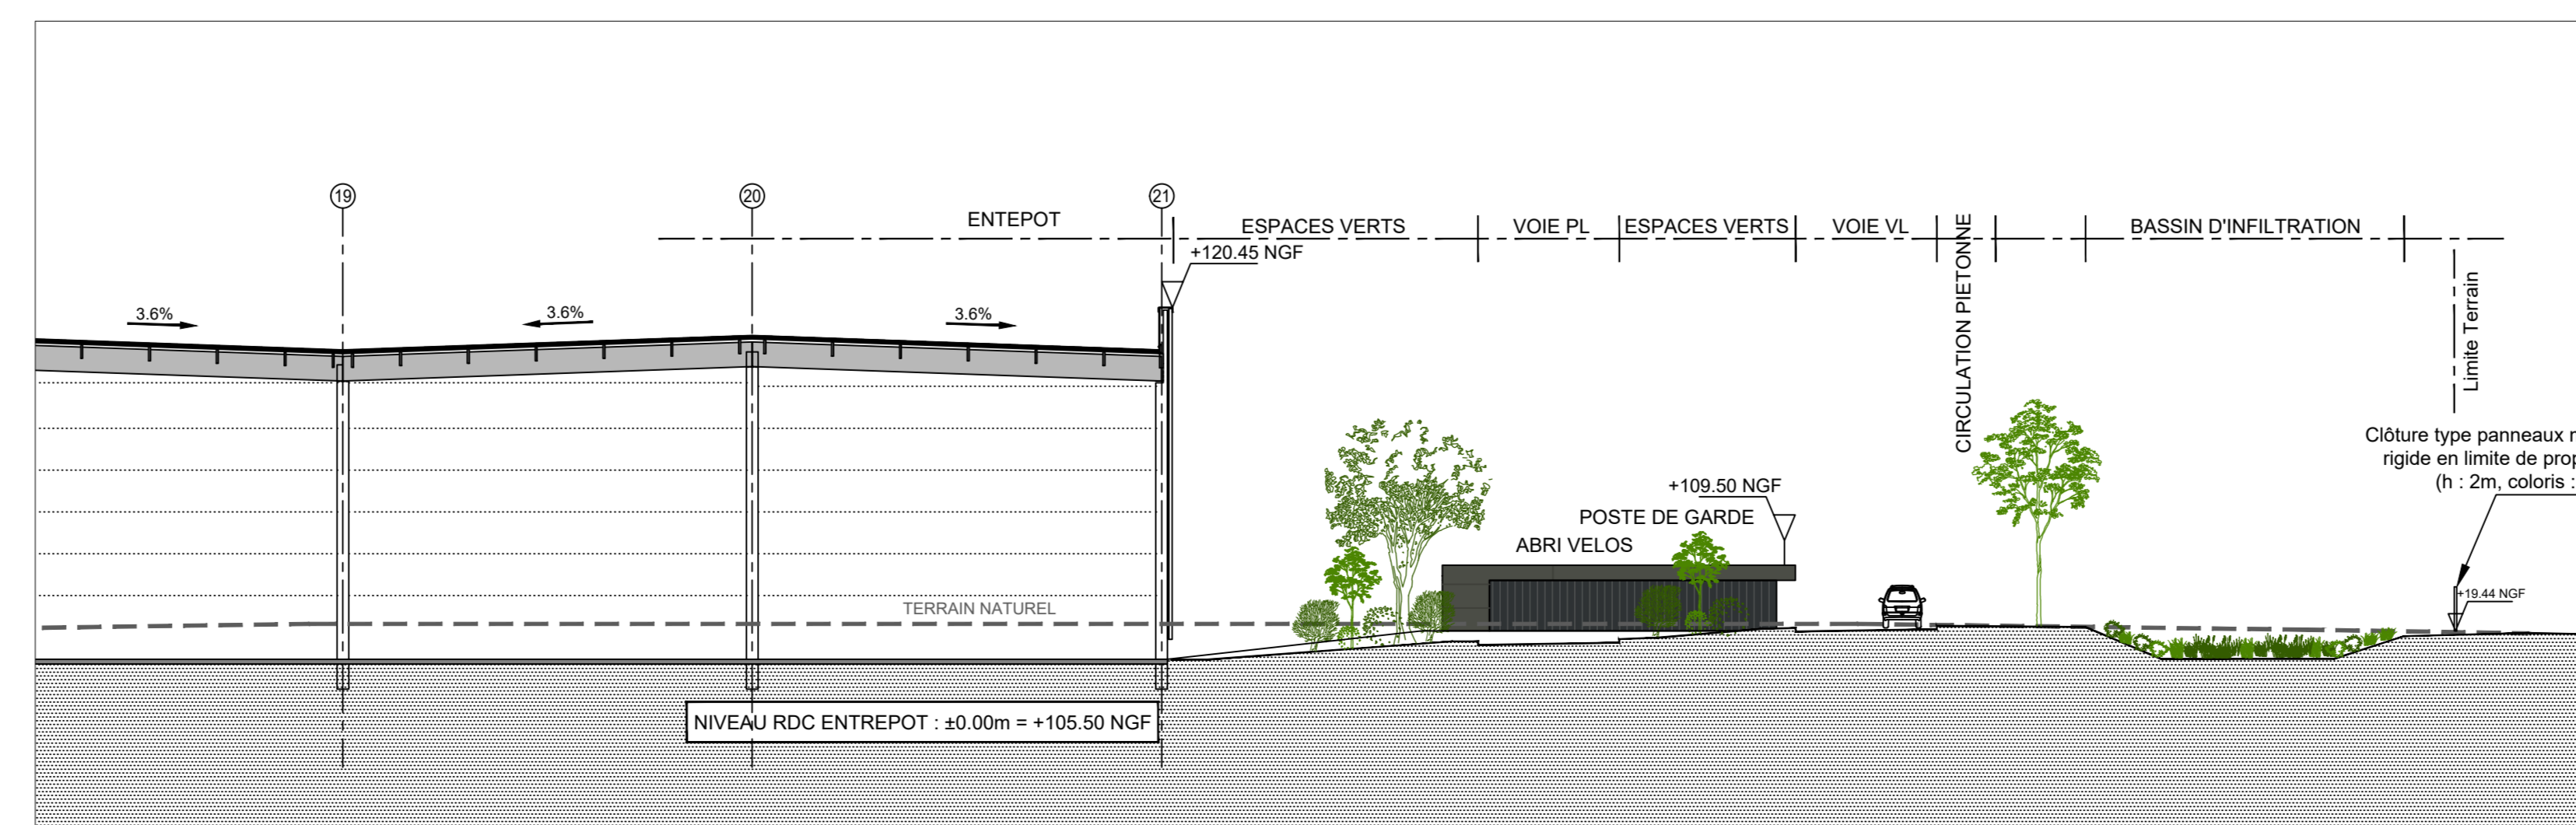 19
20
21
ENTEPOT
ESPACES VERTS
VOIE PL
ESPACES VERTS
VOIE VL
CIRCULATION PIETONNE
BASSIN D'INFILTRATION
+120.45 NGF
Limite Terrain
3.6%
3.6%
3.6%
Clôture type panneaux
rigide en limite de
(h : 2m, coloris :
+109.50 NGF
POSTE DE GARDE
ABRI VELOS
+19.44 NGF
TERRAIN NATUREL
NIVEAU RDC ENTREPOT : ±0.00m = +105.50 NGF